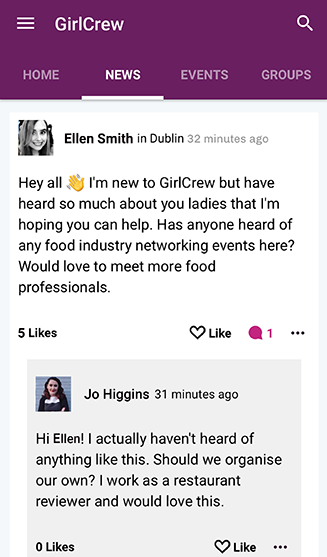 GirlCrew
HOME NEWS EVENTS GROUPS
Ellen Smith in Dublin 32 minutes ago
Hey all 👋 I'm new to GirlCrew but have
heard so much about you ladies that I'm
hoping you can help. Has anyone heard of
any food industry networking events here?
Would love to meet more food
professionals.
5 Likes Like 1
Jo Higgins 31 minutes ago
Hi Ellen! I actually haven't heard of
anything like this. Should we organise
our own? I work as a restaurant
reviewer and would love this.
0 Likes Like